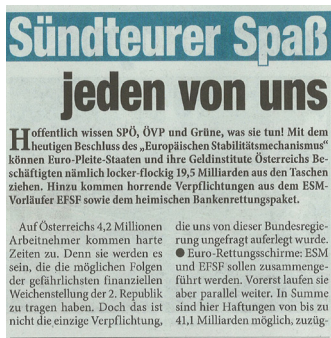 Sündteurer Spaß
jeden von uns
Hoffentlich wissen SPÖ, ÖVP und Grüne, was sie tun! Mit dem
heutigen Beschluss des „Europäischen Stabilitätsmechanismus"
können Euro-Pleite-Staaten und ihre Geldinstitute Österreichs Be-
schäftigten nämlich locker-flockig 19,5 Milliarden aus den Taschen
ziehen. Hinzu kommen horrende Verpflichtungen aus dem ESM-
Vorläufer EFSF sowie dem heimischen Bankenrettungspaket.
Auf Österreichs 4,2 Millionen
Arbeitnehmer kommen harte
Zeiten zu. Denn sie werden es
sein, die die möglichen Folgen
der gefährlichsten finanziellen
Weichenstellung der 2. Republik
zu tragen haben. Doch das ist
nicht die einzige Verpflichtung,
die uns von dieser Bundesregie-
rung ungefragt auferlegt wurde.
● Euro-Rettungsschirme: ESM
und EFSF sollen zusammenge-
führt werden. Vorerst laufen sie
aber parallel weiter. In Summe
sind hier Haftungen von bis zu
41,1 Milliarden möglich, zuzüg-